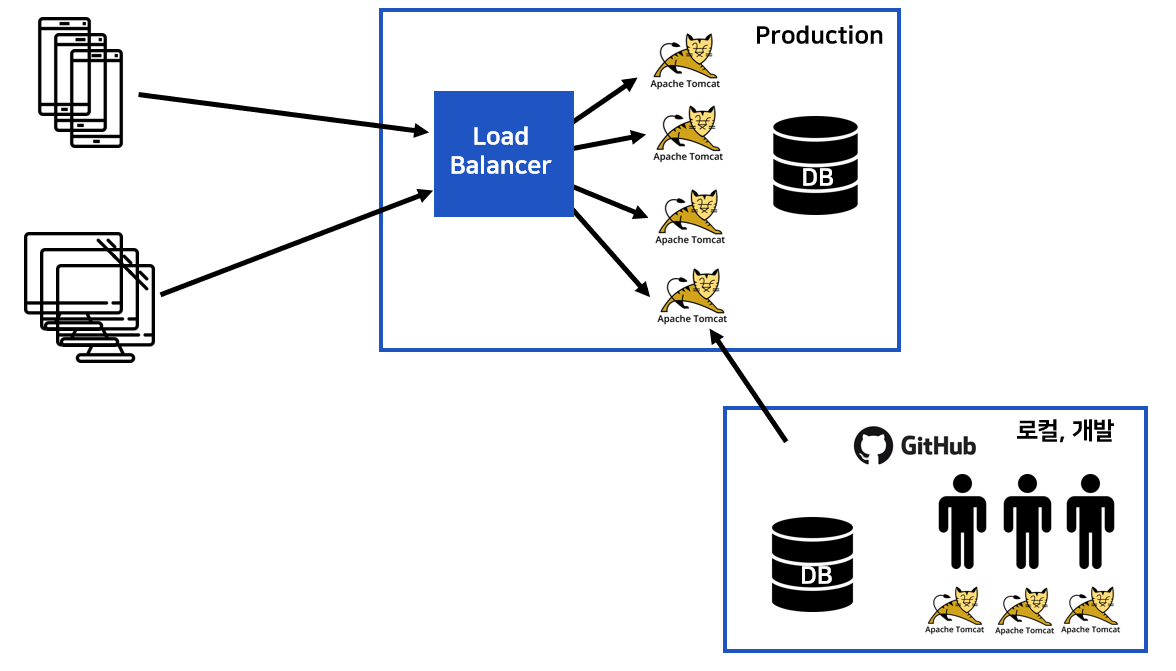 Production
Load
Balancer
Apache Tomcat
Apache Tomcat
Apache Tomcat
Apache Tomcat
DB
로컬, 개발
GitHub
DB
Apache Tomcat
Apache Tomcat
Apache Tomcat